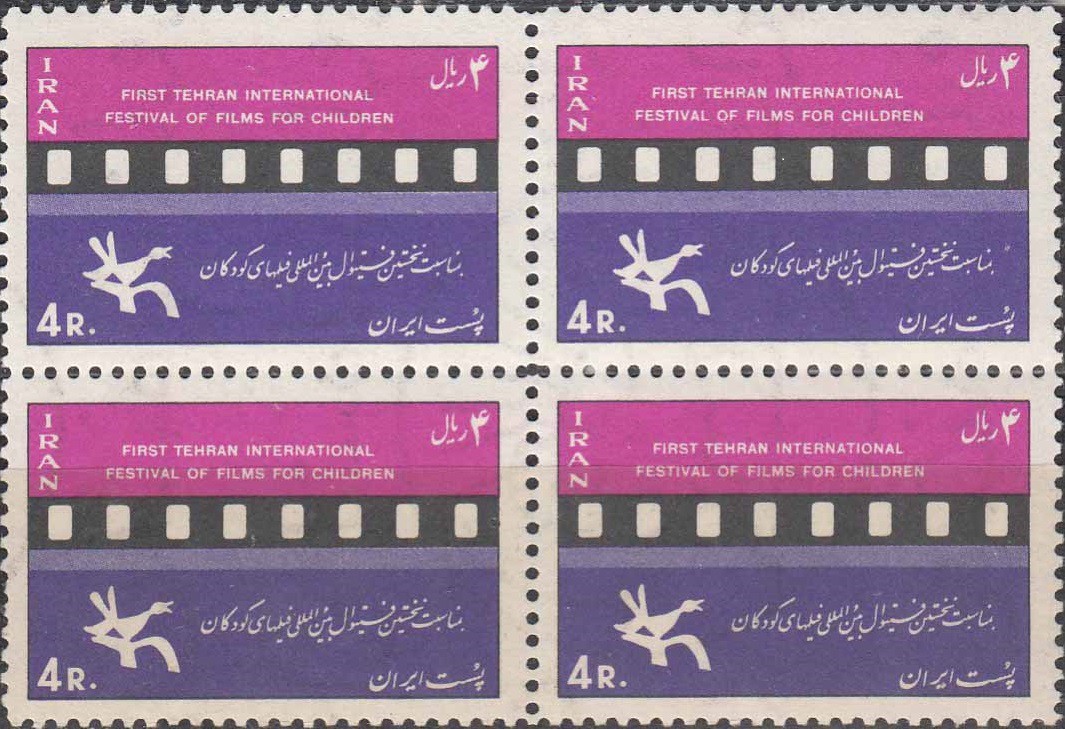 IRAN
۴ ریال
FIRST TEHRAN INTERNATIONAL
FESTIVAL OF FILMS FOR CHILDREN
بمناسبت نخستین فستیوال بین المللی فیلمهای کودکان
4R.
پست ایران
IRAN
۴ ریال
FIRST TEHRAN INTERNATIONAL
FESTIVAL OF FILMS FOR CHILDREN
بمناسبت نخستین فستیوال بین المللی فیلمهای کودکان
4R.
پست ایران
IRAN
۴ ریال
FIRST TEHRAN INTERNATIONAL
FESTIVAL OF FILMS FOR CHILDREN
بمناسبت نخستین فستیوال بین المللی فیلمهای کودکان
4R.
پست ایران
IRAN
۴ ریال
FIRST TEHRAN INTERNATIONAL
FESTIVAL OF FILMS FOR CHILDREN
بمناسبت نخستین فستیوال بین المللی فیلمهای کودکان
4R.
پست ایران